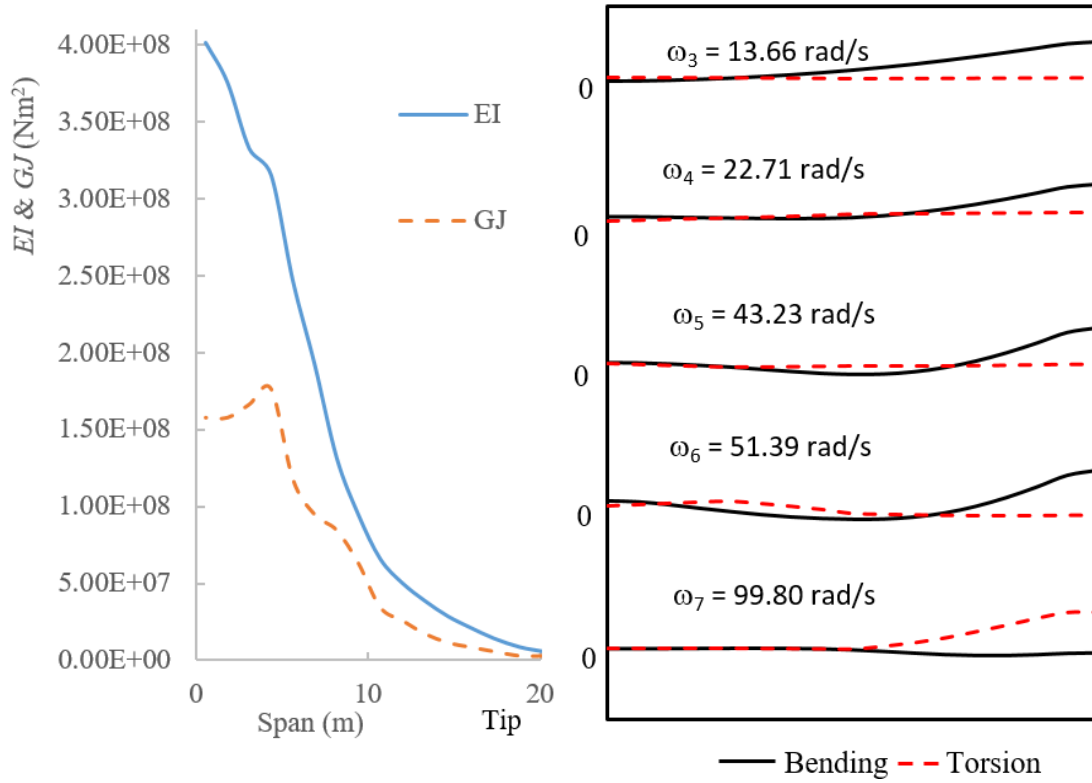 EI & GJ (Nm²)
4.00E+08
3.50E+08
3.00E+08
2.50E+08
2.00E+08
1.50E+08
1.00E+08
5.00E+07
0.00E+00
0
10
20
Span (m)
Tip
EI
GJ
ω₃ = 13.66 rad/s
0
ω₄ = 22.71 rad/s
0
ω₅ = 43.23 rad/s
0
ω₆ = 51.39 rad/s
0
ω₇ = 99.80 rad/s
0
Bending Torsion